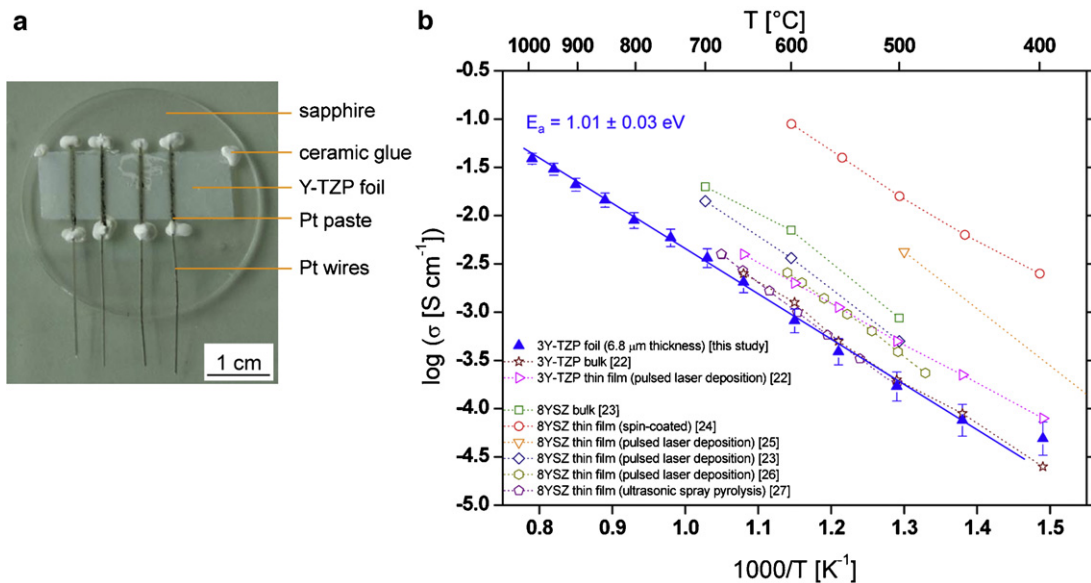 a
sapphire
ceramic glue
Y-TZP foil
Pt paste
Pt wires
1 cm
b
T [°C]
1000 900 800 700 600 500 400
-0.5
-1.0
-1.5
-2.0
-2.5
-3.0
-3.5
-4.0
-4.5
-5.0
log (σ [S cm⁻¹])
Eₐ = 1.01 ± 0.03 eV
3Y-TZP foil (6.8 μm thickness) [this study]
3Y-TZP bulk [22]
3Y-TZP thin film (pulsed laser deposition) [22]
8YSZ bulk [23]
8YSZ thin film (spin-coated) [24]
8YSZ thin film (pulsed laser deposition) [25]
8YSZ thin film (pulsed laser deposition) [23]
8YSZ thin film (pulsed laser deposition) [26]
8YSZ thin film (ultrasonic spray pyrolysis) [27]
0.8 0.9 1.0 1.1 1.2 1.3 1.4 1.5
1000/T [K⁻¹]